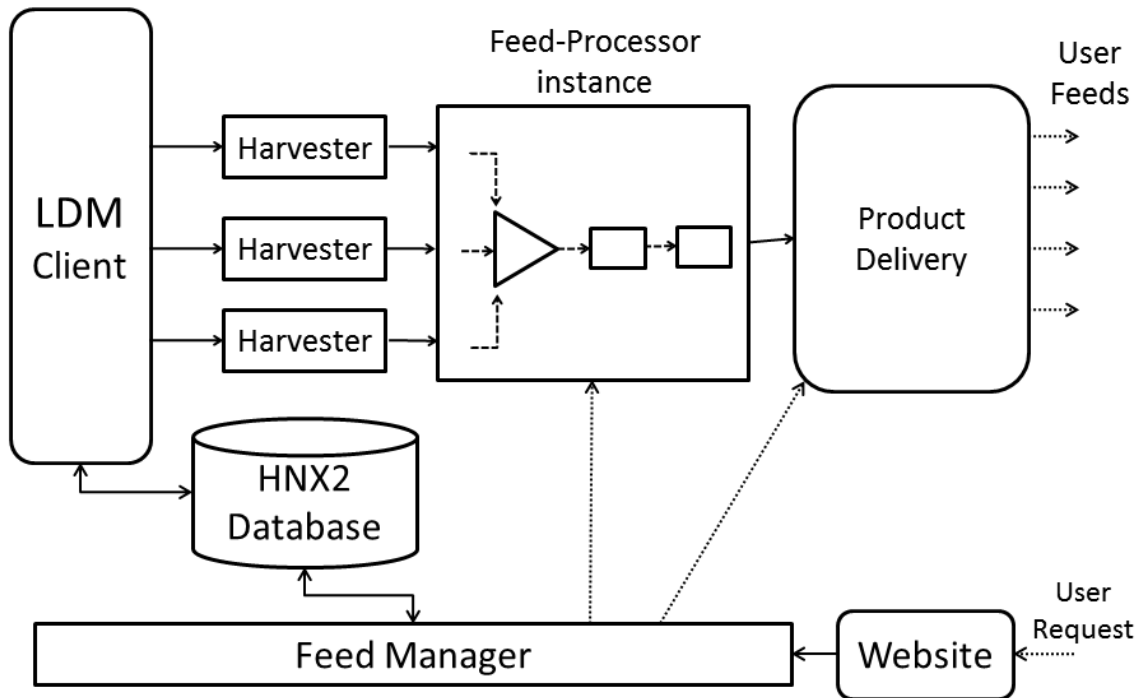 Feed-Processor
instance
User
Feeds
LDM
Client
Harvester
Harvester
Harvester
Product
Delivery
HNX2
Database
Feed Manager
Website
User
Request